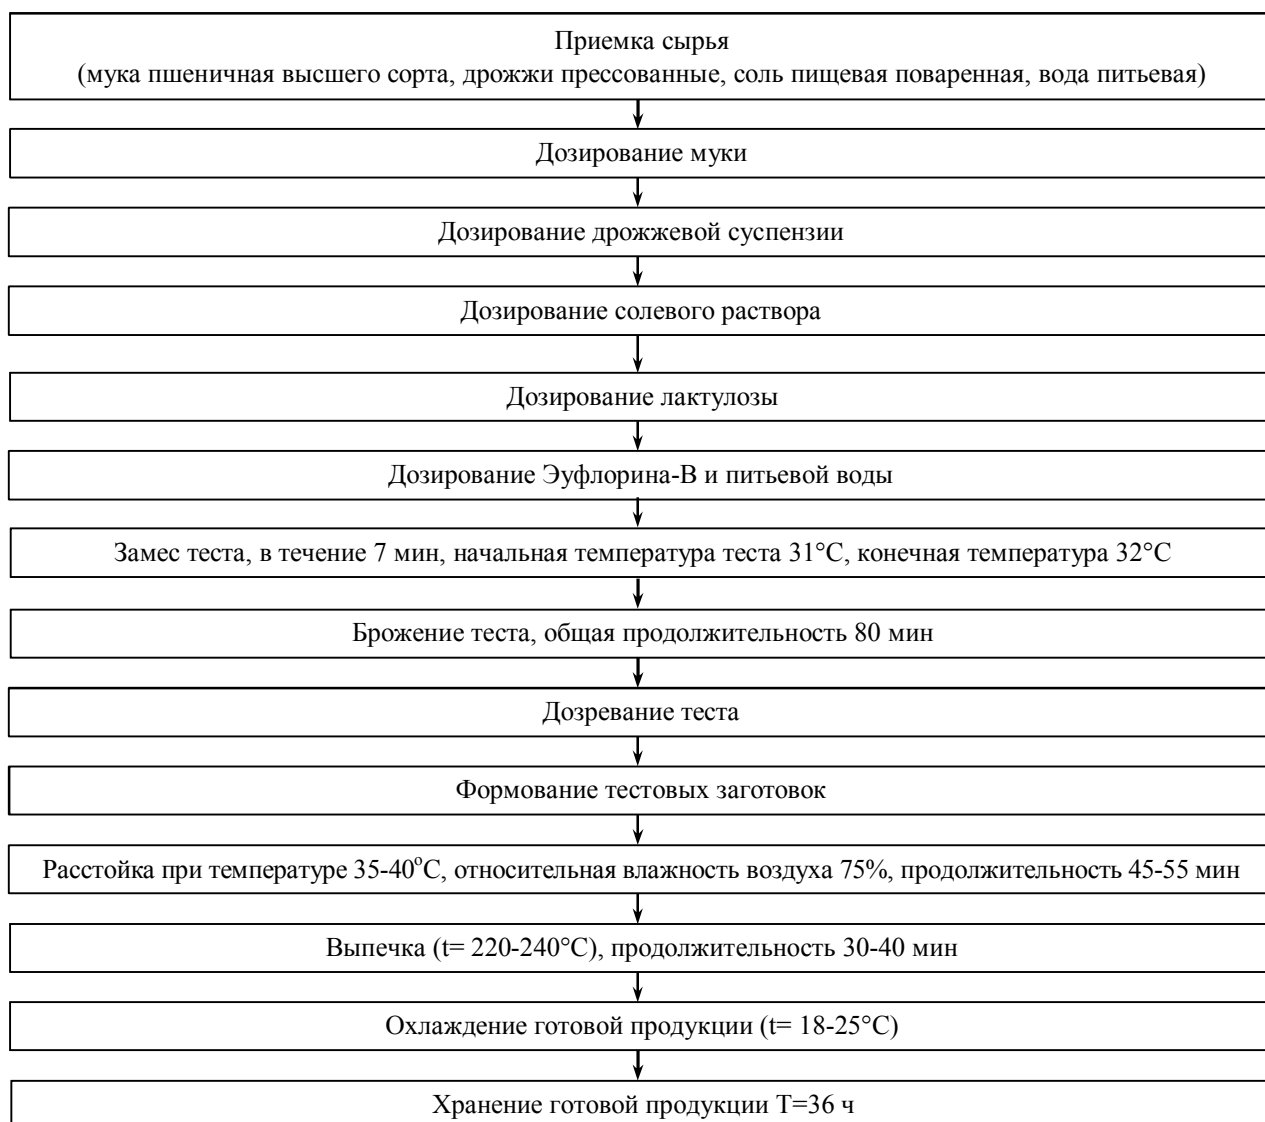 Приемка сырья
(мука пшеничная высшего сорта, дрожжи прессованные, соль пищевая поваренная, вода питьевая)
Дозирование муки
Дозирование дрожжевой суспензии
Дозирование солевого раствора
Дозирование лактулозы
Дозирование Эуфлорина-В и питьевой воды
Замес теста, в течение 7 мин, начальная температура теста 31°С, конечная температура 32°С
Брожение теста, общая продолжительность 80 мин
Дозревание теста
Формование тестовых заготовок
Расстойка при температуре 35-40°С, относительная влажность воздуха 75%, продолжительность 45-55 мин
Выпечка (t= 220-240°С), продолжительность 30-40 мин
Охлаждение готовой продукции (t= 18-25°С)
Хранение готовой продукции Т=36 ч